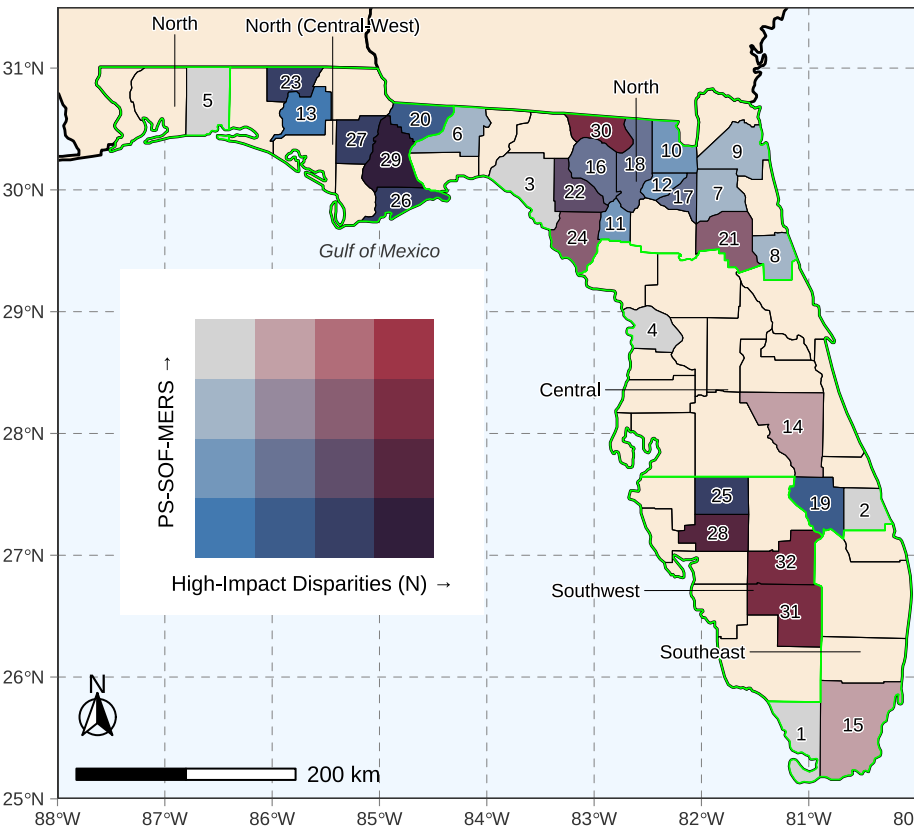 North
North (Central-West)
31°N
23
5
North
13
20
30
6
27
10
9
29
16
18
30°N
3
22
12
17
7
26
11
24
21
8
Gulf of Mexico
29°N
4
PS-SOF-MERS →
Central
28°N
14
25
19
2
28
27°N
32
High-Impact Disparities (N) →
Southwest
31
Southeast
26°N
N
15
1
200 km
25°N
88°W
87°W
86°W
85°W
84°W
83°W
82°W
81°W
80